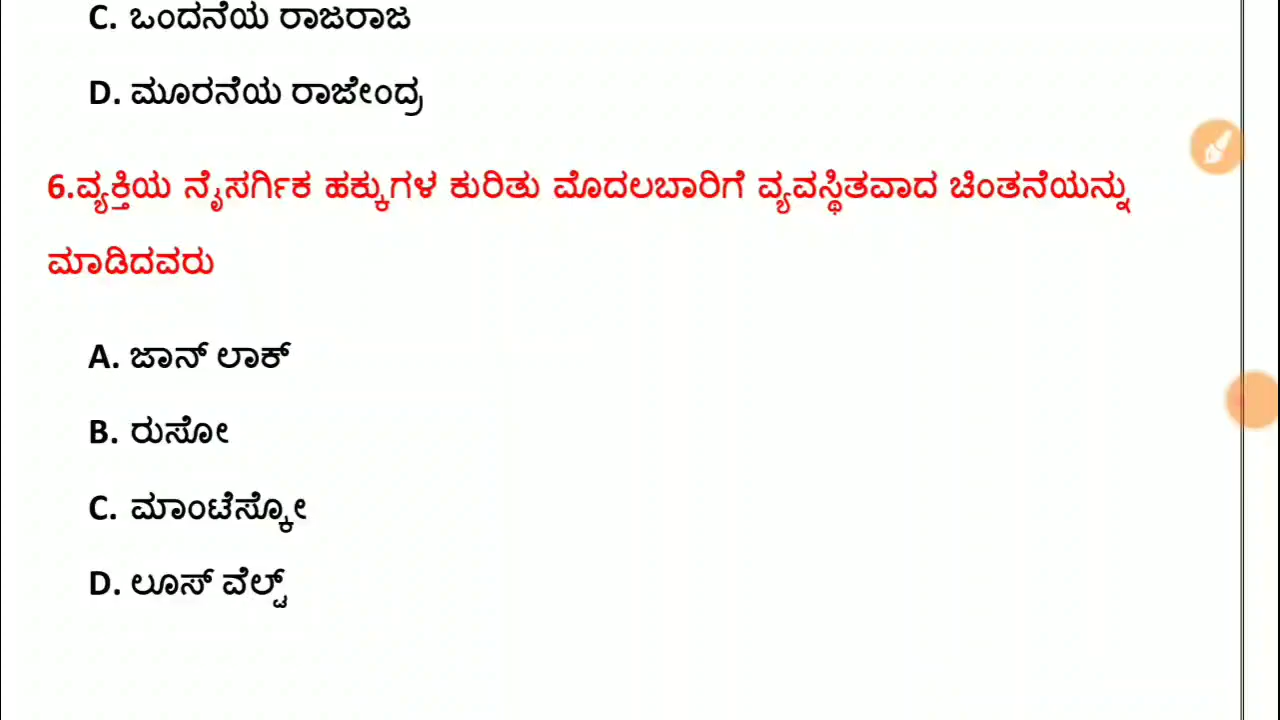 C. ಒಂದನೆಯ ರಾಜರಾಜ
D. ಮೂರನೆಯ ರಾಜೇಂದ್ರ
6.ವ್ಯಕ್ತಿಯ ನೈಸರ್ಗಿಕ ಹಕ್ಕುಗಳ ಕುರಿತು ಮೊದಲಬಾರಿಗೆ ವ್ಯವಸ್ಥಿತವಾದ ಚಿಂತನೆಯನ್ನು
ಮಾಡಿದವರು
A. ಜಾನ್ ಲಾಕ್
B. ರುಸೋ
C. ಮಾಂಟೆಸ್ಕೋ
D. ಲೂಸ್ ವೆಲ್ಟ್